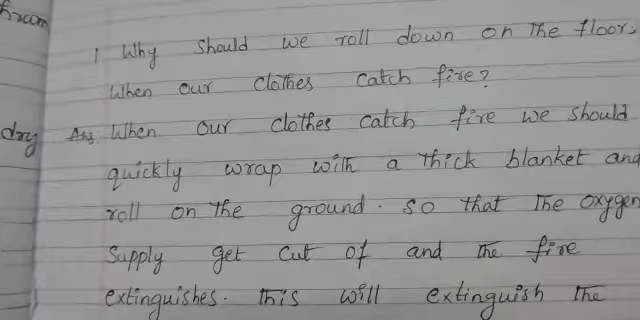 from
1 Why should we roll down on the floor,
when our clothes catch fire?
dry Ans. When our clothes catch fire we should
quickly wrap with a thick blanket and
roll on the ground. so that the oxygen
supply get cut of and the fire
extinguishes. this will extinguish the